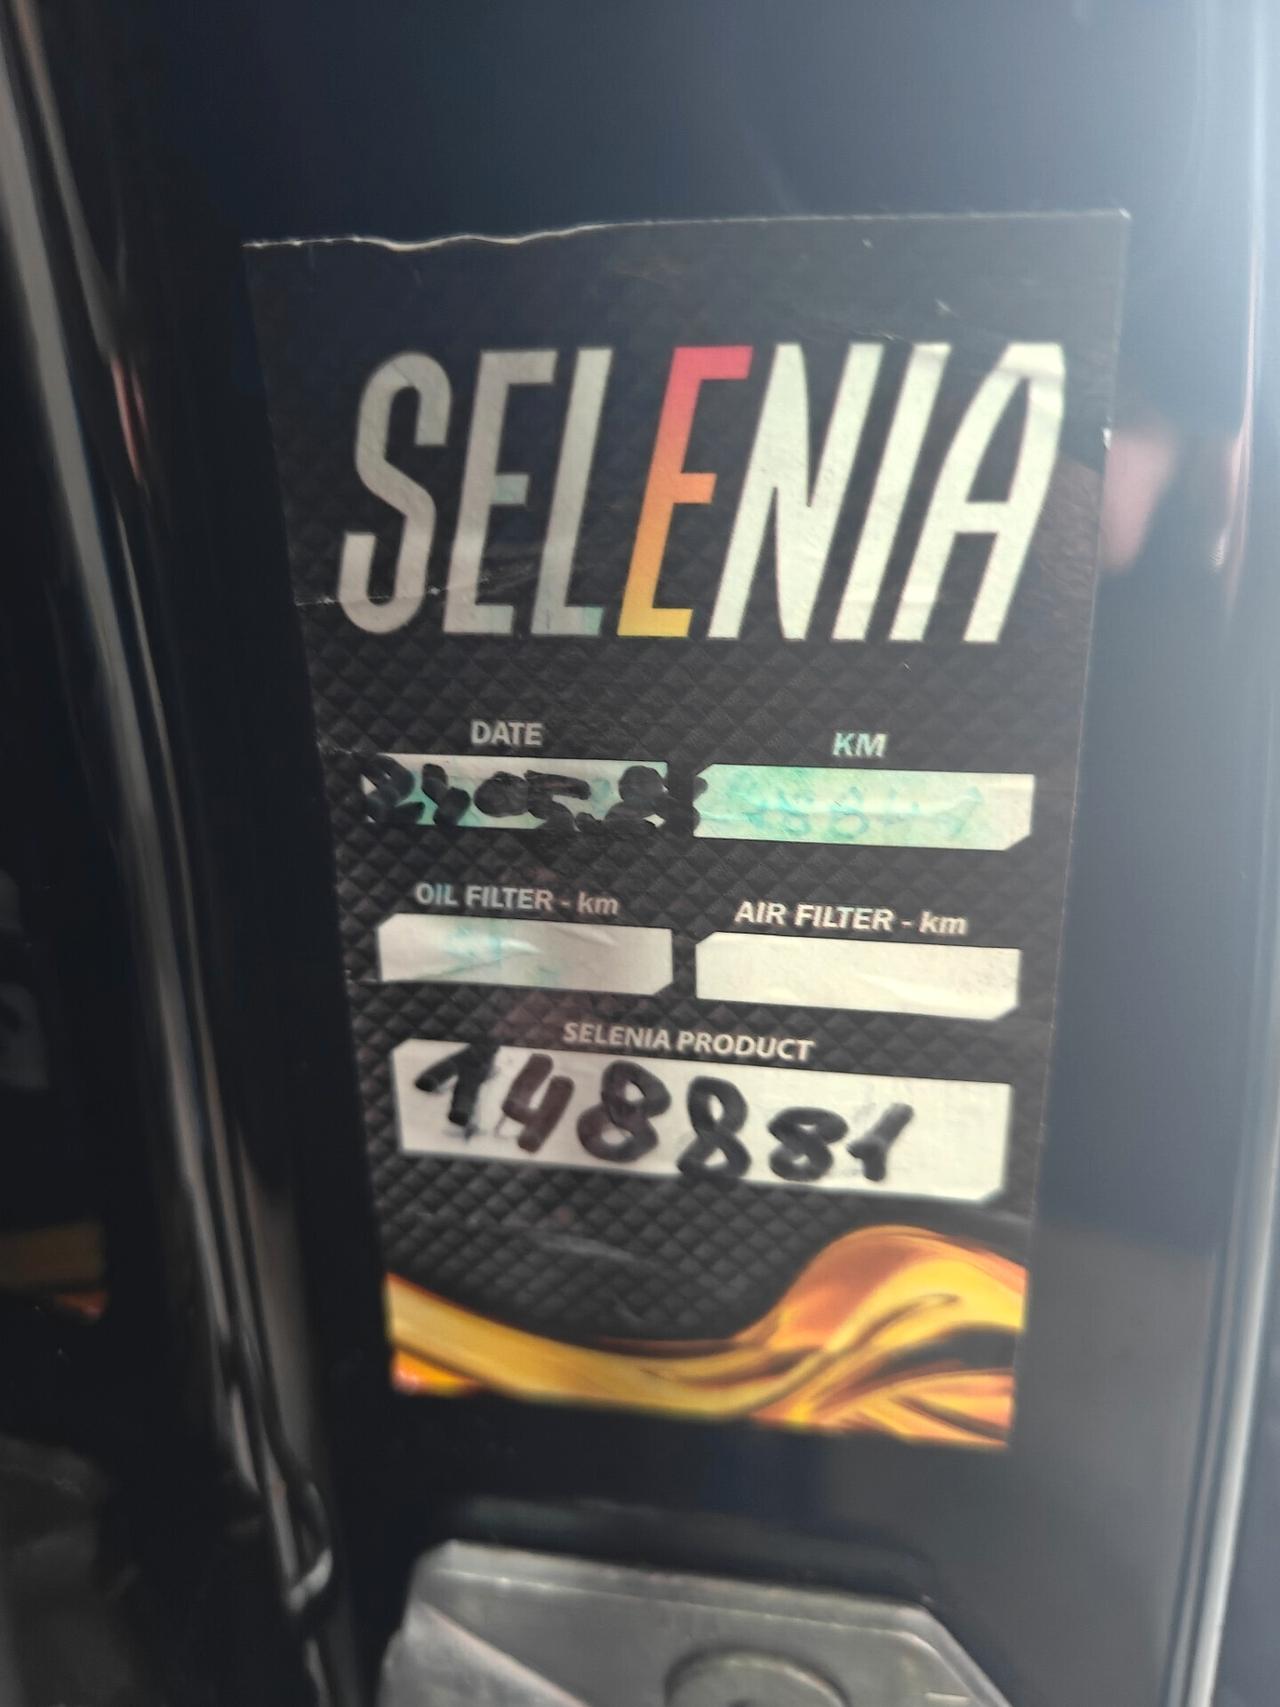 SELENIA
DATE KM
OIL FILTER - km AIR FILTER - km
SELENIA PRODUCT
148881